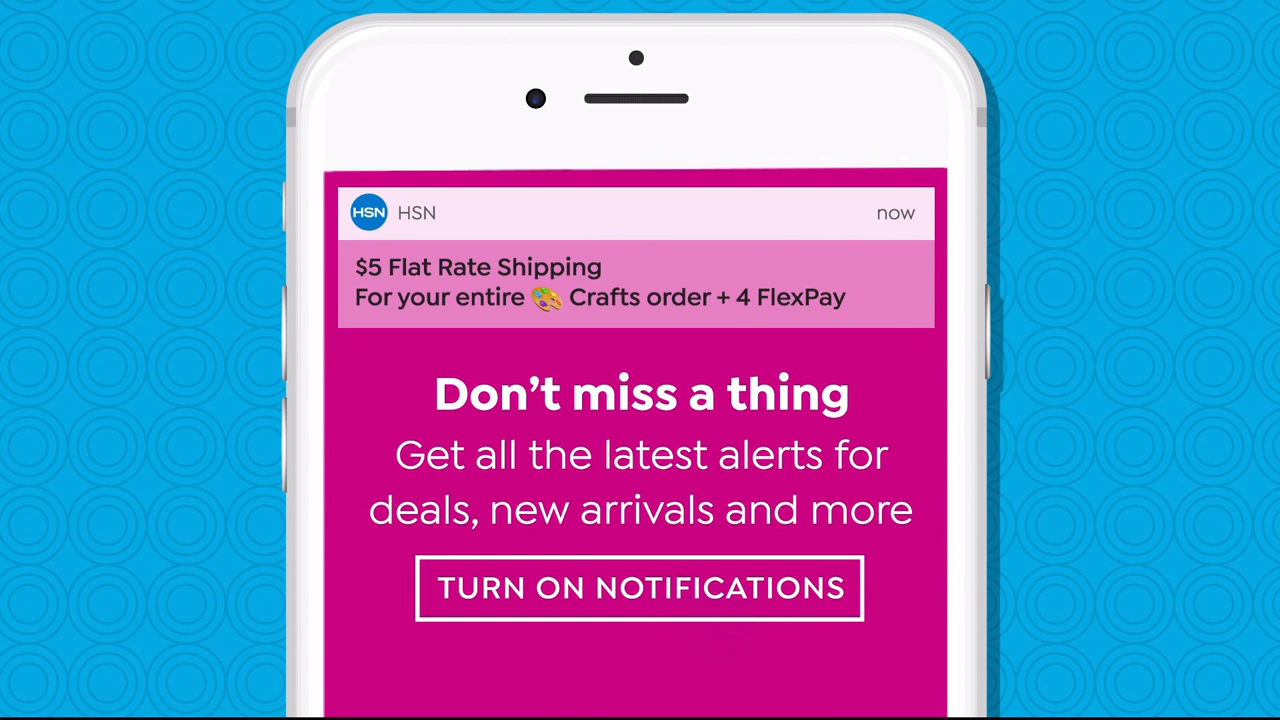 HSN HSN now
$5 Flat Rate Shipping
For your entire 🎨 Crafts order + 4 FlexPay
Don't miss a thing
Get all the latest alerts for
deals, new arrivals and more
TURN ON NOTIFICATIONS